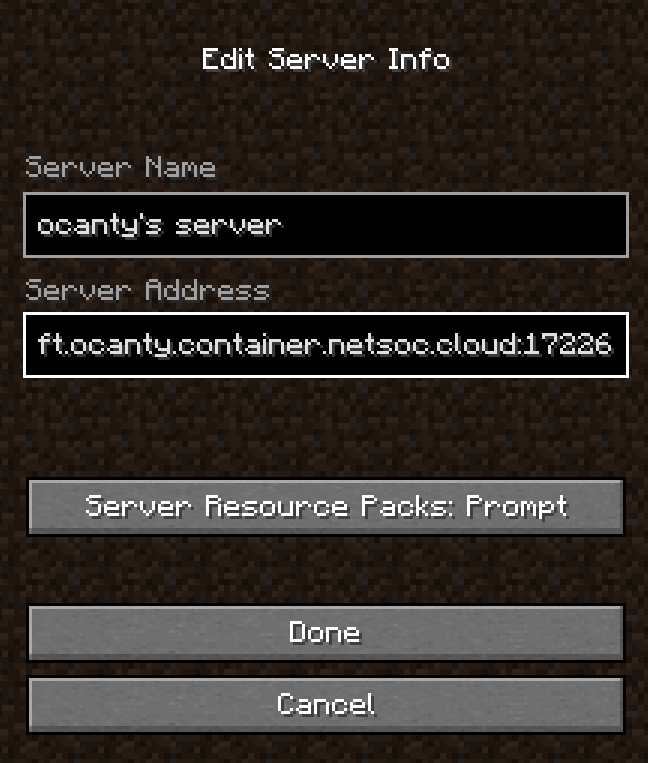 Edit Server Info
Server Name
ocanty's server
Server Address
ft.ocanty.container.netsoc.cloud:17226
Server Resource Packs: Prompt
Done
Cancel